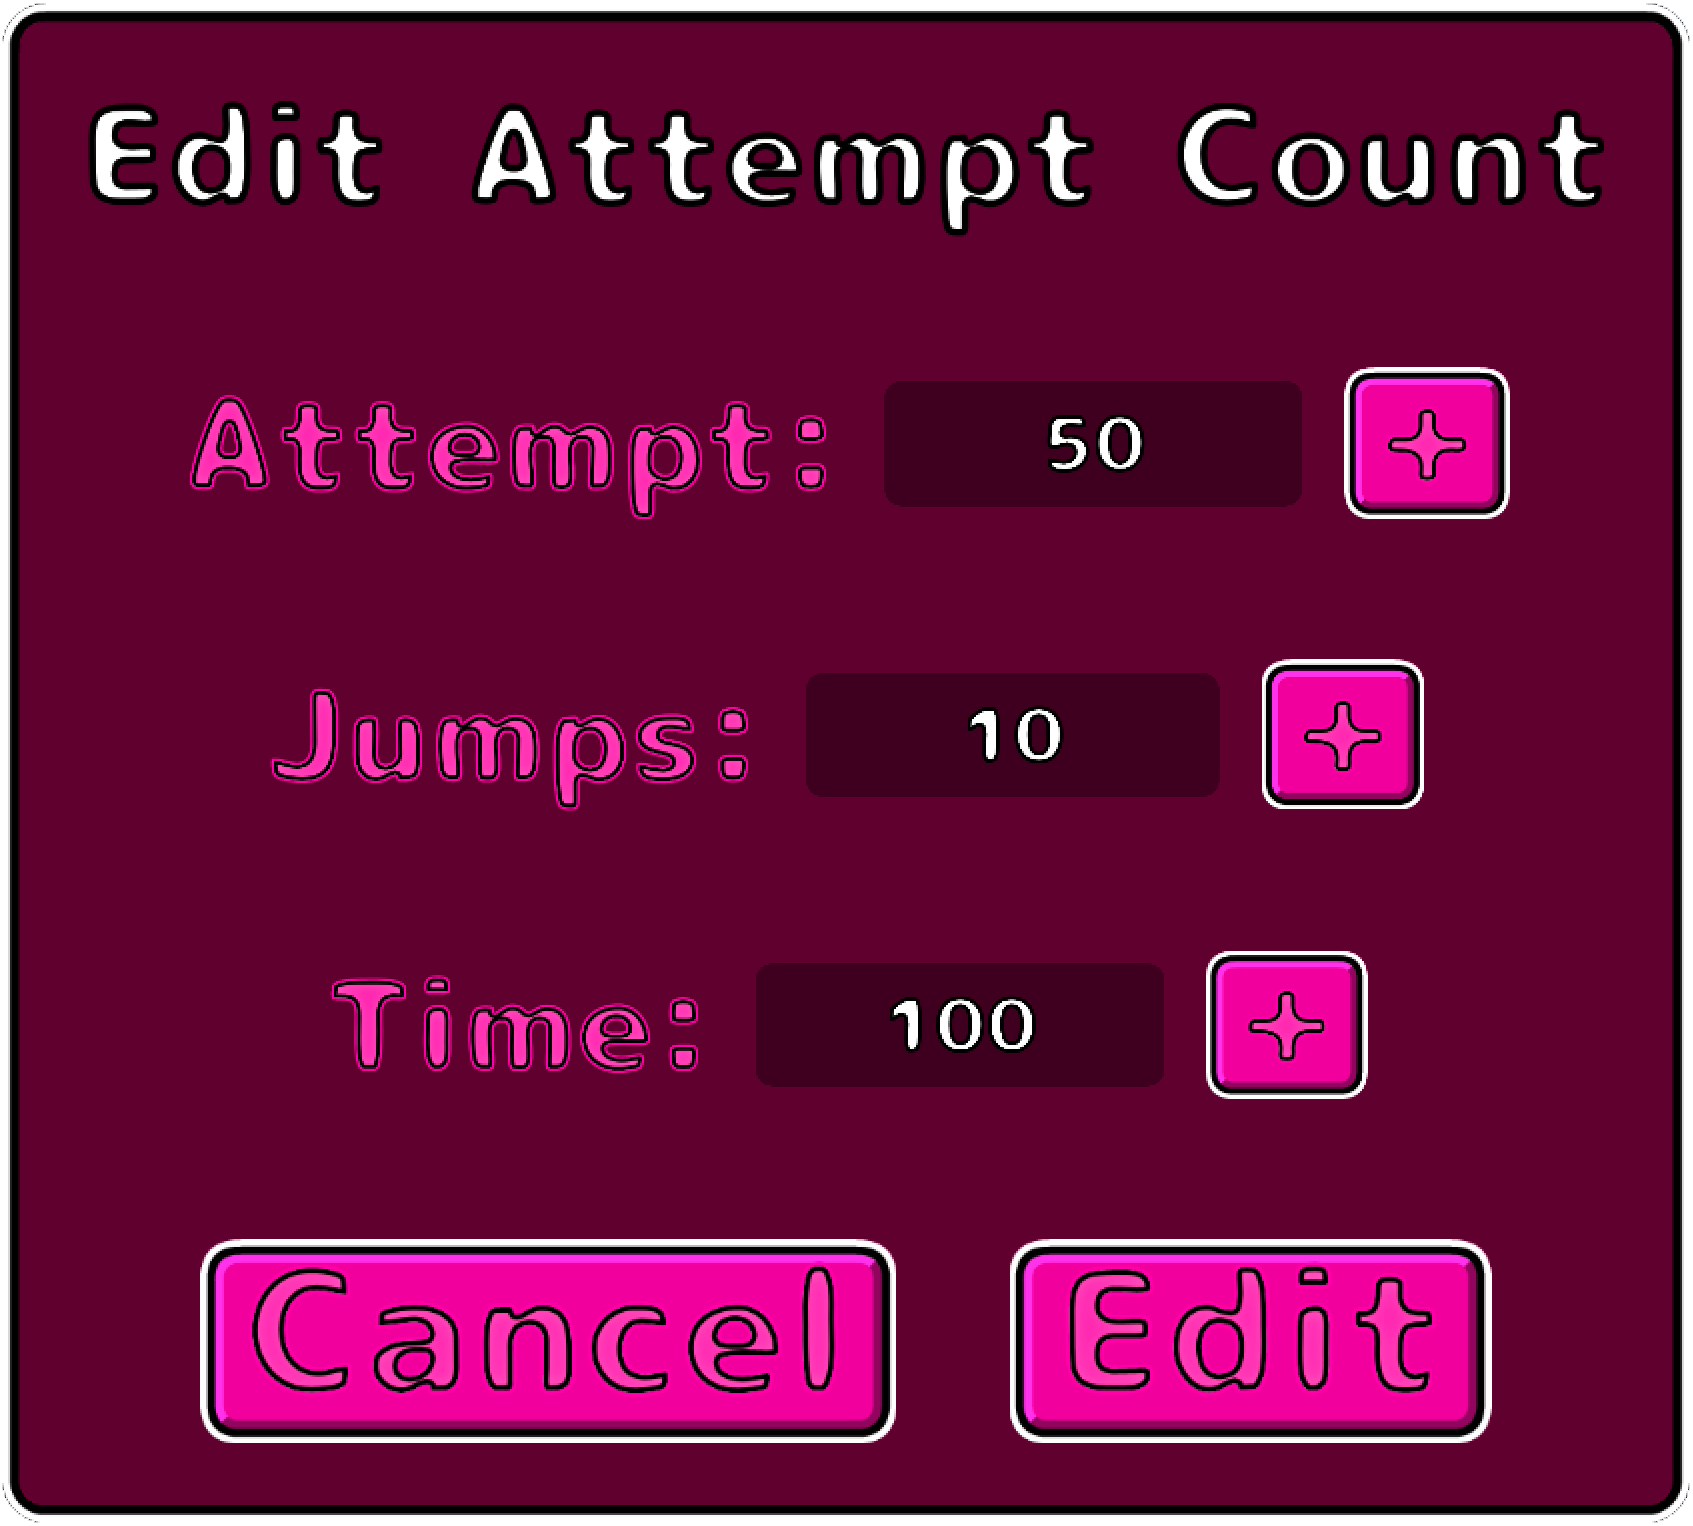 Edit Attempt Count
Attempt: 50 +
Jumps: 10 +
Time: 100 +
Cancel Edit